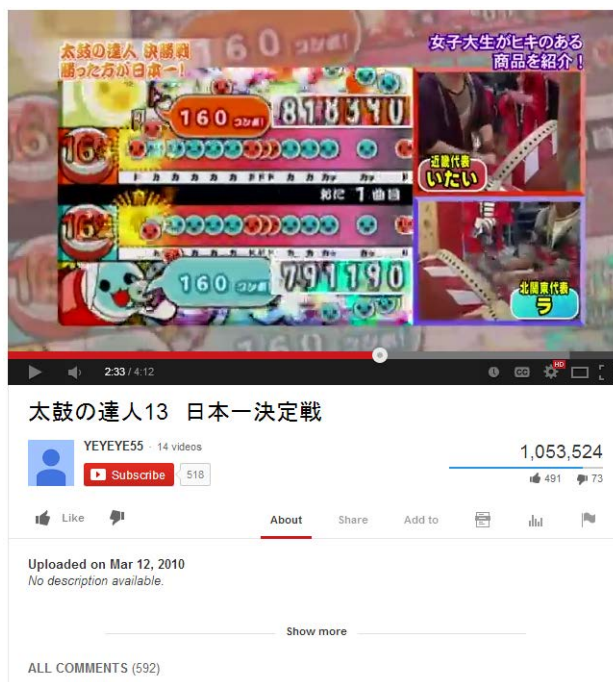 太鼓の達人 決勝戦
勝った方が日本一！
女子大生がヒキのある
商品を紹介！
160 コンボ!
818390
近畿代表
いたい
おに 1曲目
160 コンボ!
791190
北関東代表
ラ
2:33 / 4:12
CC
HD
太鼓の達人13 日本一決定戦
YEYEYE55 · 14 videos
Subscribe 518
1,053,524
491 73
Like
About Share Add to
Uploaded on Mar 12, 2010
No description available.
Show more
ALL COMMENTS (592)